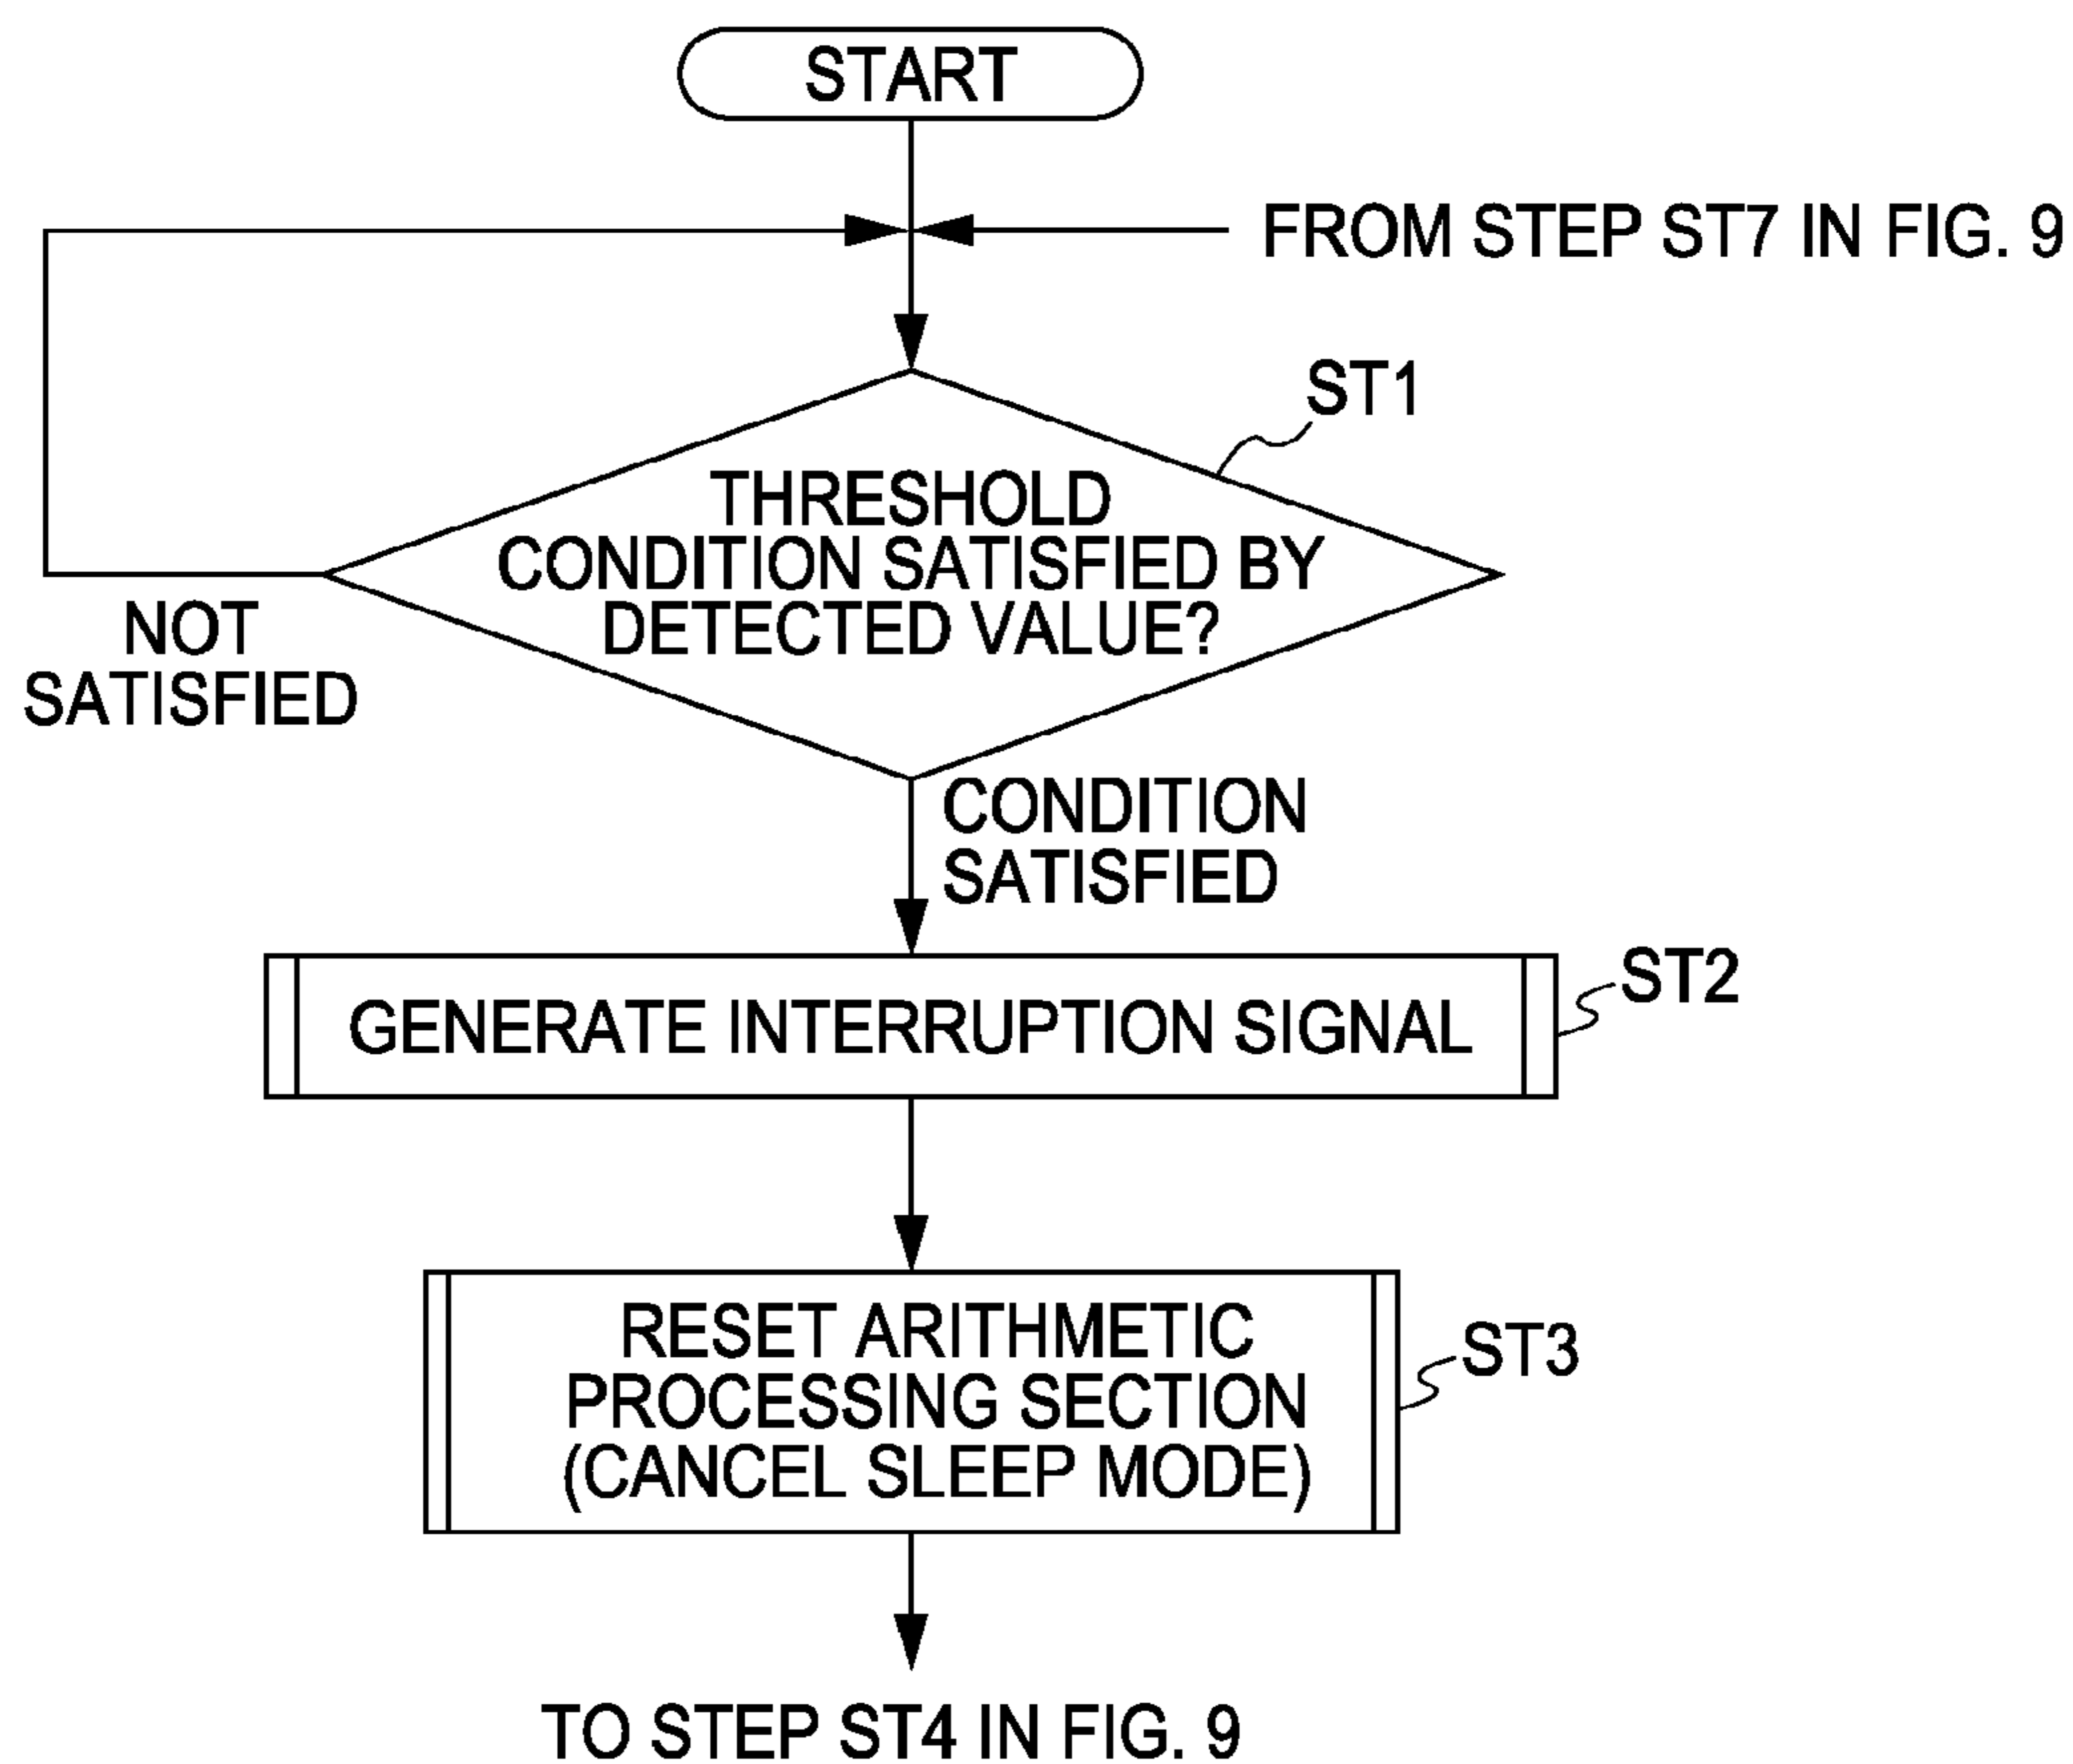 START
FROM STEP ST7 IN FIG. 9
ST1
THRESHOLD
CONDITION SATISFIED BY
DETECTED VALUE?
NOT
SATISFIED
CONDITION
SATISFIED
ST2
GENERATE INTERRUPTION SIGNAL
RESET ARITHMETIC
PROCESSING SECTION
(CANCEL SLEEP MODE)
ST3
TO STEP ST4 IN FIG. 9